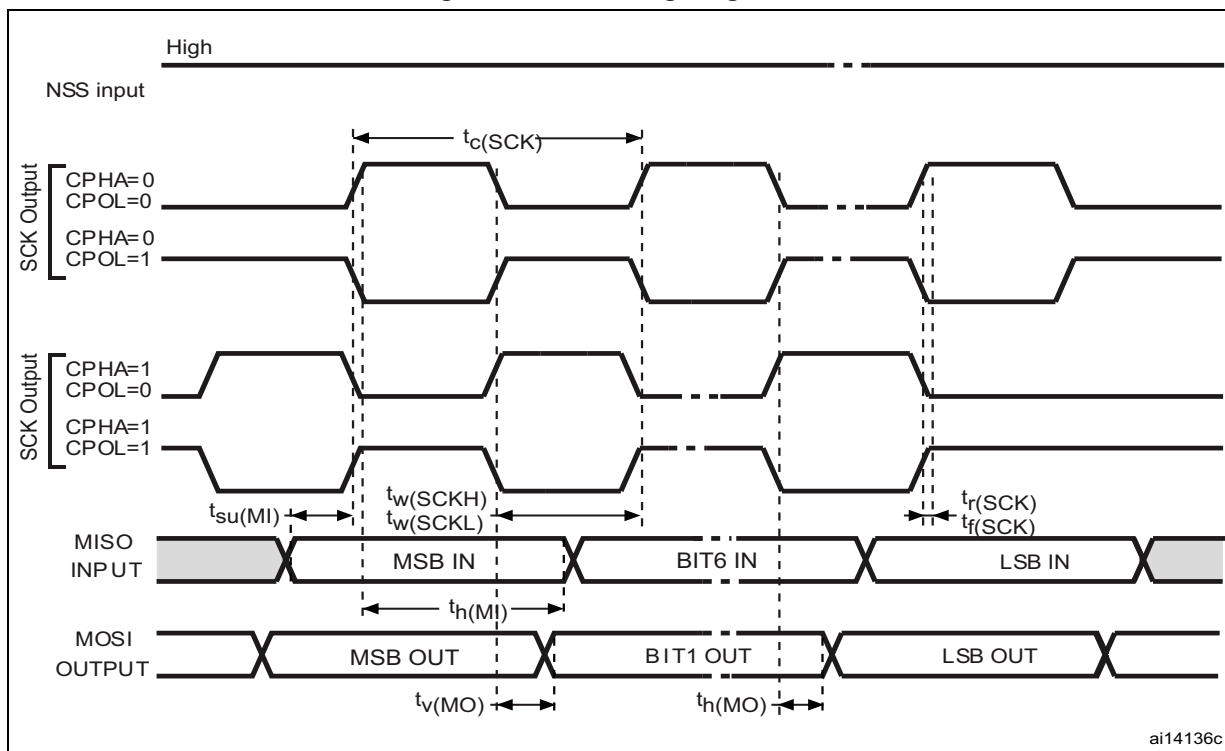 High
NSS input
tc(SCK)
SCK Output
CPHA=0
CPOL=0
CPHA=0
CPOL=1
SCK Output
CPHA=1
CPOL=0
CPHA=1
CPOL=1
tsu(MI)
tw(SCKH)
tw(SCKL)
tr(SCK)
tf(SCK)
MISO
INPUT
MSB IN
BIT6 IN
LSB IN
th(MI)
MOSI
OUTPUT
MSB OUT
BIT1 OUT
LSB OUT
tv(MO)
th(MO)
ai14136c